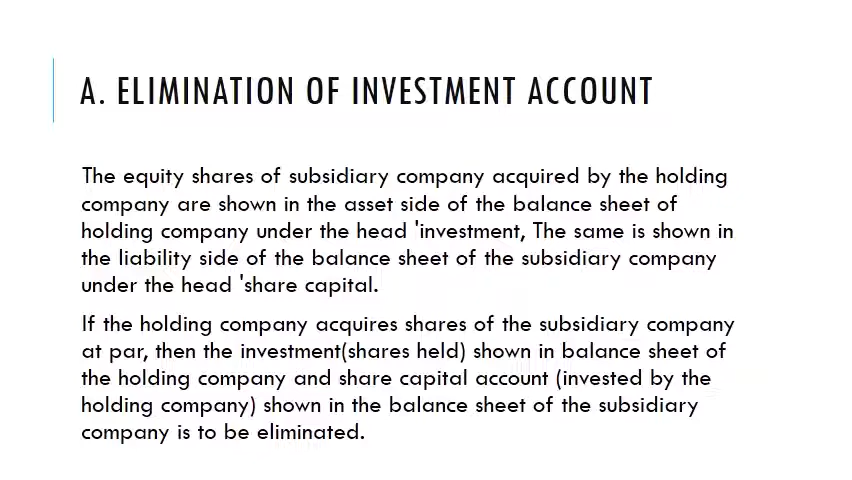 A. ELIMINATION OF INVESTMENT ACCOUNT
The equity shares of subsidiary company acquired by the holding
company are shown in the asset side of the balance sheet of
holding company under the head 'investment, The same is shown in
the liability side of the balance sheet of the subsidiary company
under the head 'share capital.
If the holding company acquires shares of the subsidiary company
at par, then the investment(shares held) shown in balance sheet of
the holding company and share capital account (invested by the
holding company) shown in the balance sheet of the subsidiary
company is to be eliminated.